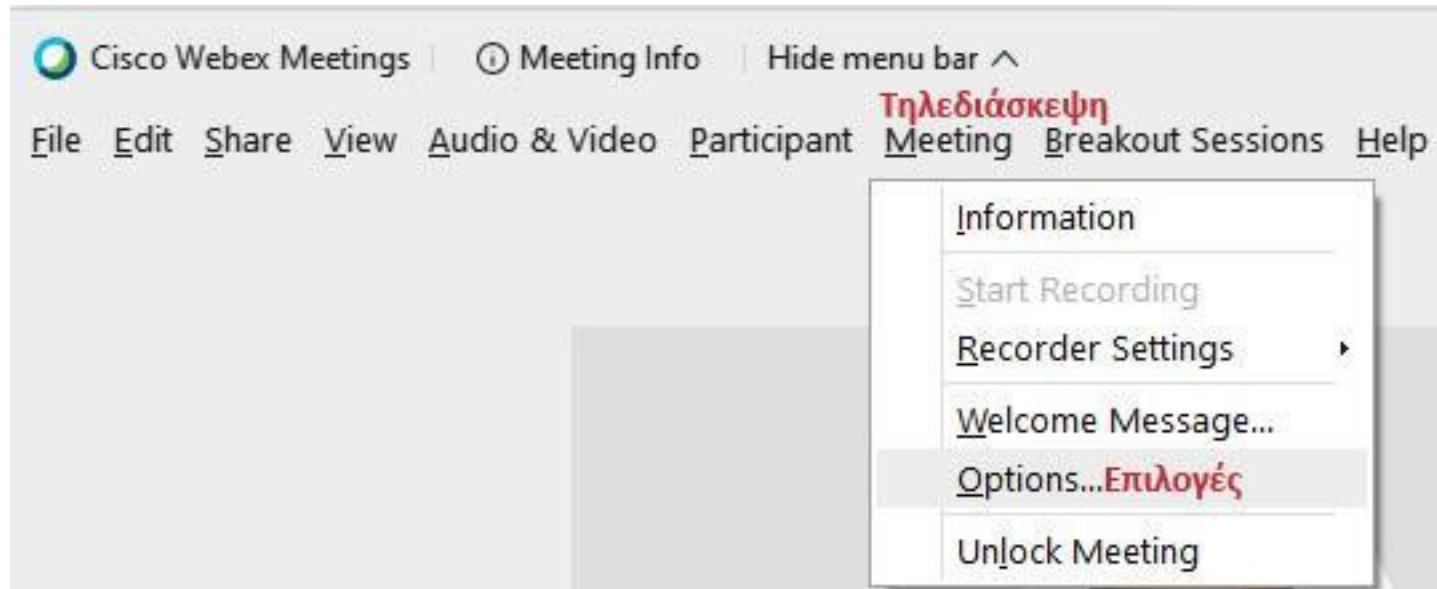 Cisco Webex Meetings ⓘ Meeting Info Hide menu bar
Τηλεδιάσκεψη
File Edit Share View Audio & Video Participant Meeting Breakout Sessions Help
Information
Start Recording
Recorder Settings
Welcome Message...
Options...Επιλογές
Unlock Meeting